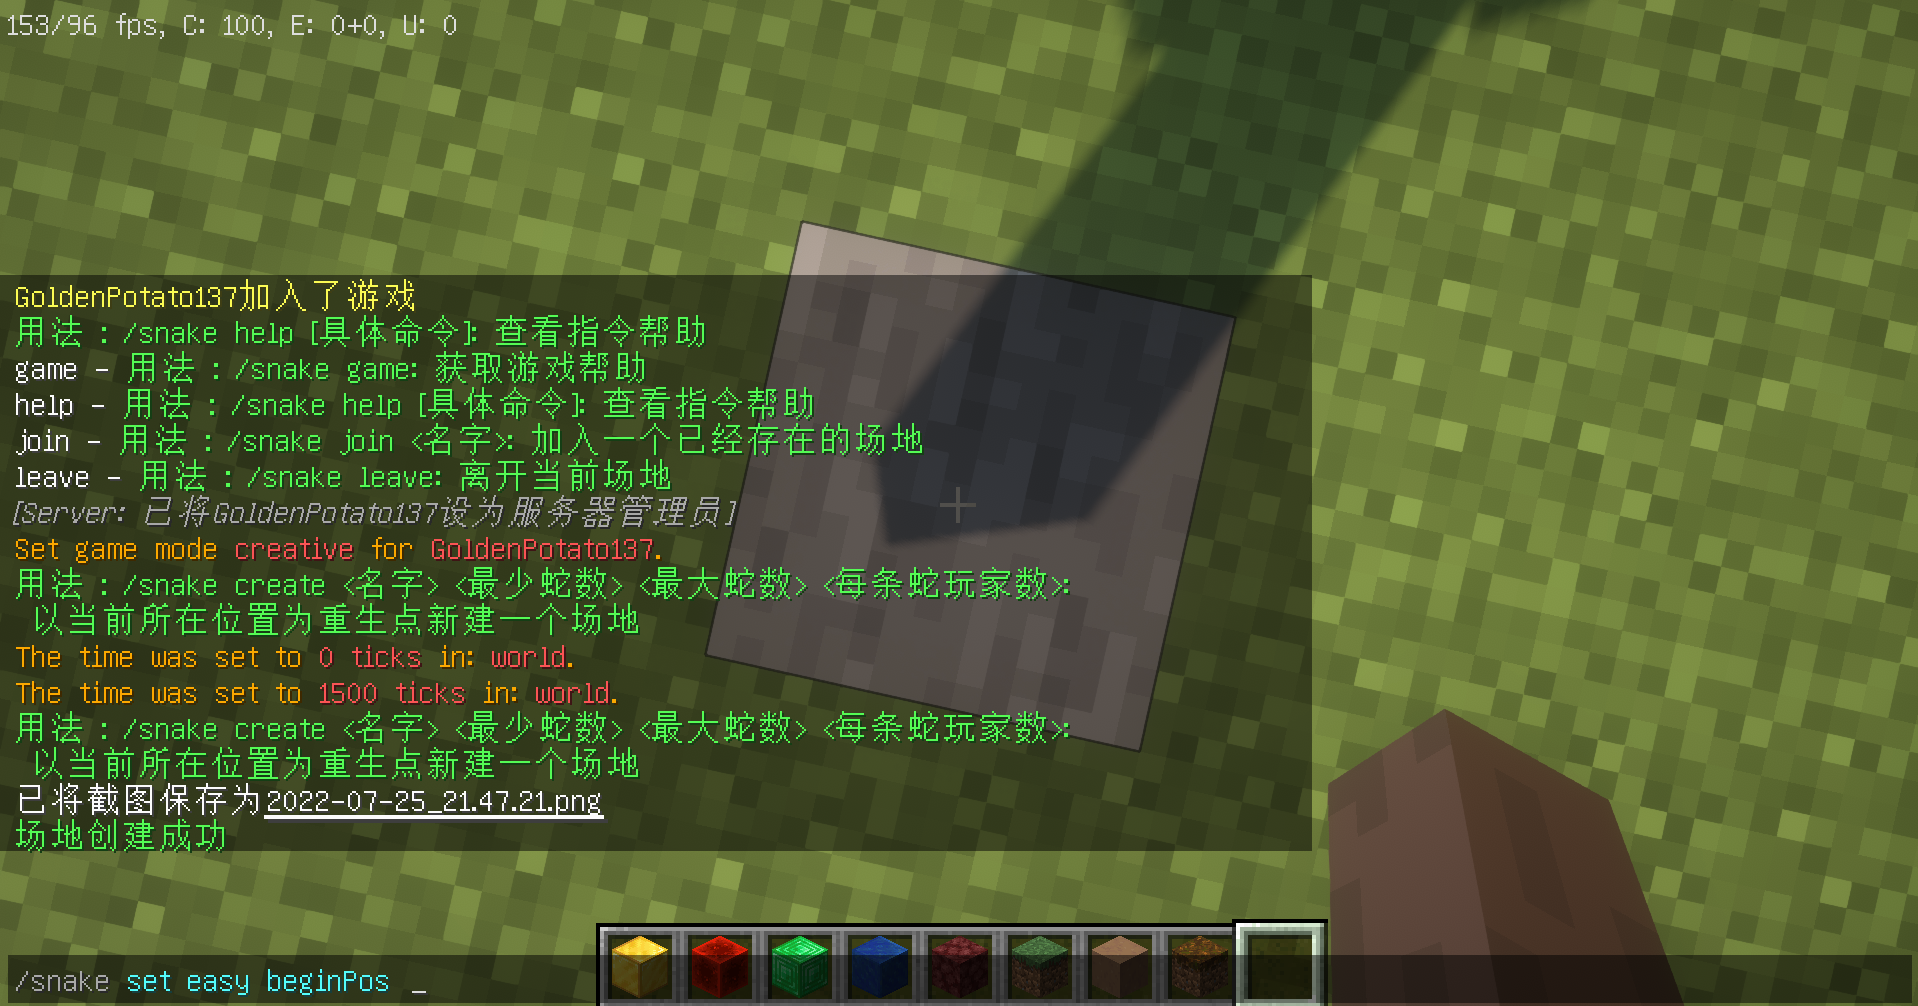 153/96 fps, C: 100, E: 0+0, U: 0
GoldenPotato137加入了游戏
用法：/snake help [具体命令]: 查看指令帮助
game - 用法：/snake game: 获取游戏帮助
help - 用法：/snake help [具体命令]: 查看指令帮助
join - 用法：/snake join <名字>: 加入一个已经存在的场地
leave - 用法：/snake leave: 离开当前场地
[Server: 已将GoldenPotato137设为服务器管理员]
Set game mode creative for GoldenPotato137.
用法：/snake create <名字> <最少蛇数> <最大蛇数> <每条蛇玩家数>:
以当前所在位置为重生点新建一个场地
The time was set to 0 ticks in: world.
The time was set to 1500 ticks in: world.
用法：/snake create <名字> <最少蛇数> <最大蛇数> <每条蛇玩家数>:
以当前所在位置为重生点新建一个场地
已将截图保存为2022-07-25_21.47.21.png
场地创建成功
/snake set easy beginPos _